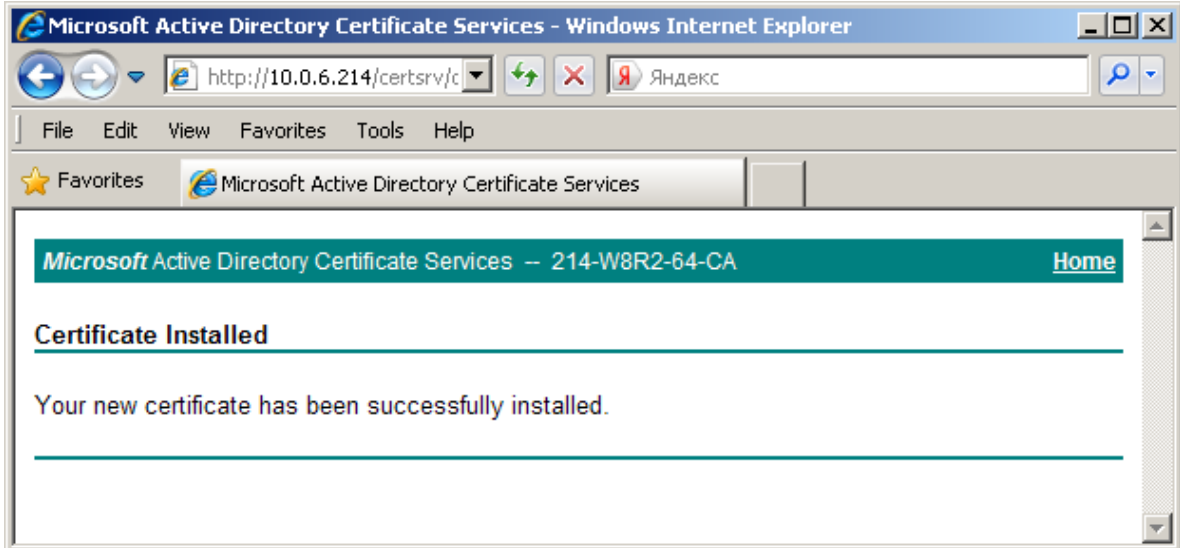 Microsoft Active Directory Certificate Services - Windows Internet Explorer
http://10.0.6.214/certsrv/c
Яндекс
File Edit View Favorites Tools Help
Favorites Microsoft Active Directory Certificate Services
Microsoft Active Directory Certificate Services -- 214-W8R2-64-CA Home
Certificate Installed
Your new certificate has been successfully installed.